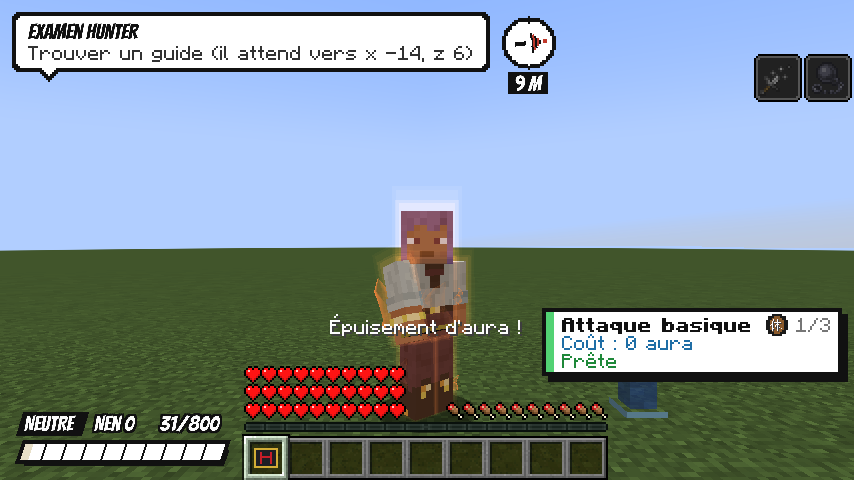 EXAMEN HUNTER
Trouver un guide (il attend vers x -14, z 6)
9 M
Épuisement d'aura !
Attaque basique 休 1/3
Coût : 0 aura
Prête
NEUTRE NEN 0 31/800
H